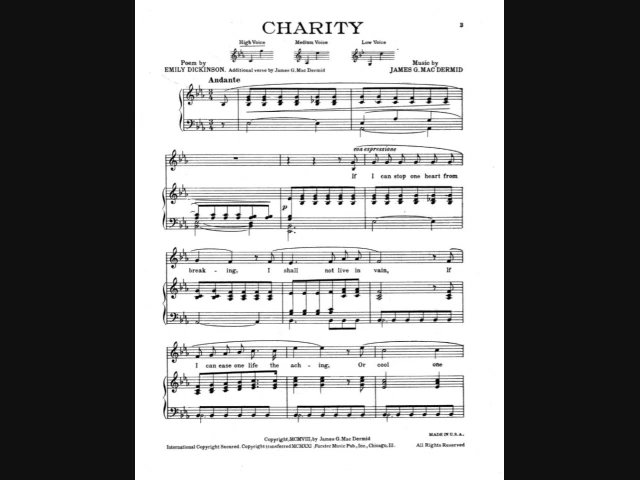 CHARITY
3
High Voice Medium Voice Low Voice
Poem by
EMILY DICKINSON. Additional verse by James G. Mac Dermid
Music by
JAMES G. MAC DERMID
Andante
con espressione
If I can stop one heart from
p
break - ing, I shall not live in vain, If
I can ease one life the ach - ing, Or cool one
MADE IN U.S.A.
Copyright, MCMVIII, by James G. Mac Dermid
International Copyright Secured. Copyright transferred MCMXXI Forster Music Pub., Inc., Chicago, Ill. All Rights Reserved